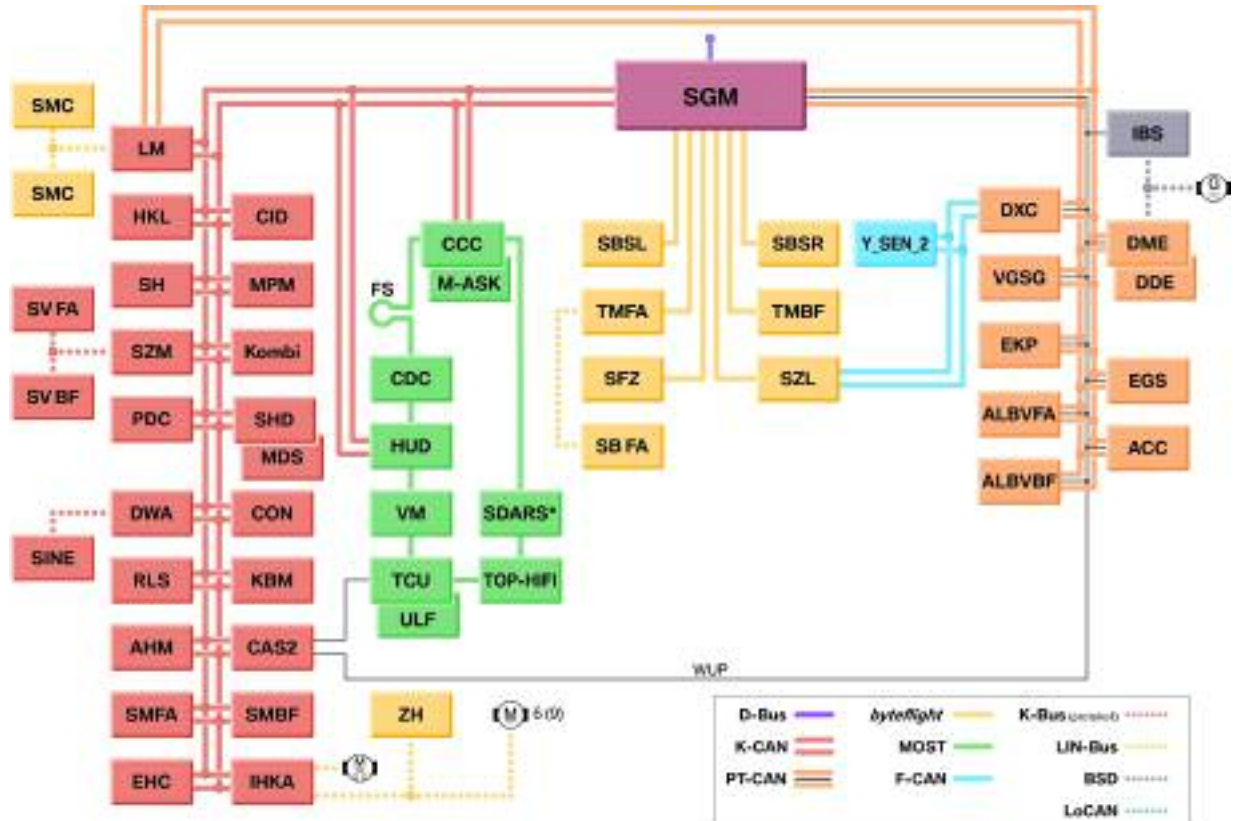 SGM
SMC
LM
IBS
SMC
HKL
CID
DXC
CCC
SBSL
SBSR
Y_SEN_2
DME
M-ASK
SH
MPM
VGSG
DDE
FS
SV FA
TMFA
TMBF
SZM
Kombi
EKP
CDC
SFZ
SZL
EGS
SV BF
PDC
SHD
ALBVFA
HUD
SB FA
ACC
MDS
ALBVBF
DWA
CON
VM
SDARS*
SINE
RLS
KBM
TCU
TOP-HIFI
ULF
AHM
CAS2
WUP
SMFA
SMBF
ZH
M 6 (9)
D-Bus
byteflight
K-Bus (protokoll)
K-CAN
MOST
LIN-Bus
EHC
IHKA
PT-CAN
F-CAN
BSD
LoCAN